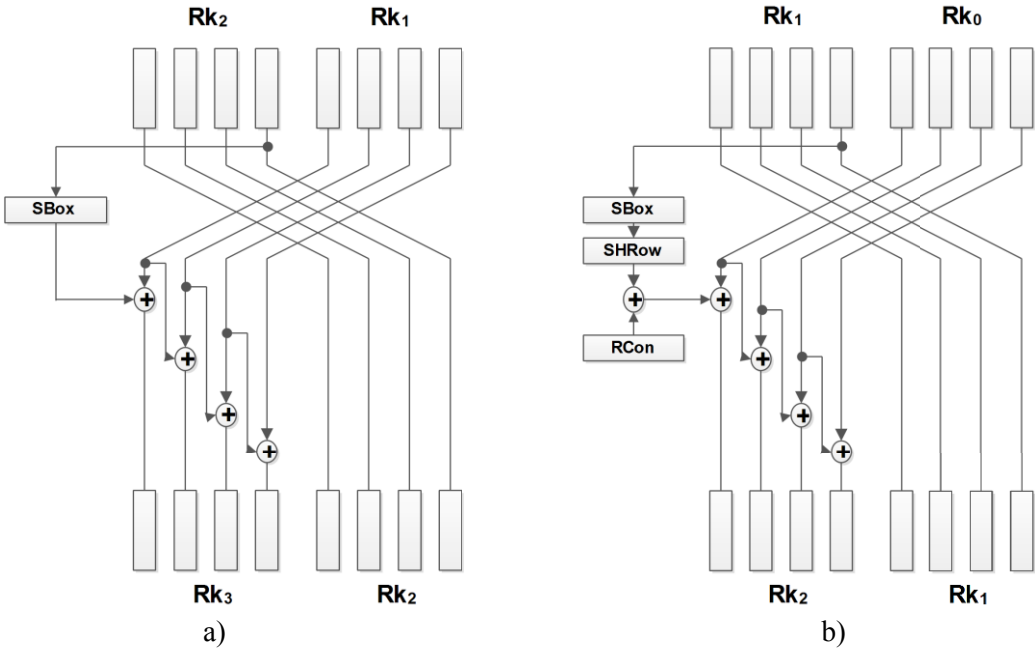 Rk₂ Rk₁
SBox
Rk₃ Rk₂
a)
Rk₁ Rk₀
SBox
SHRow
RCon
Rk₂ Rk₁
b)